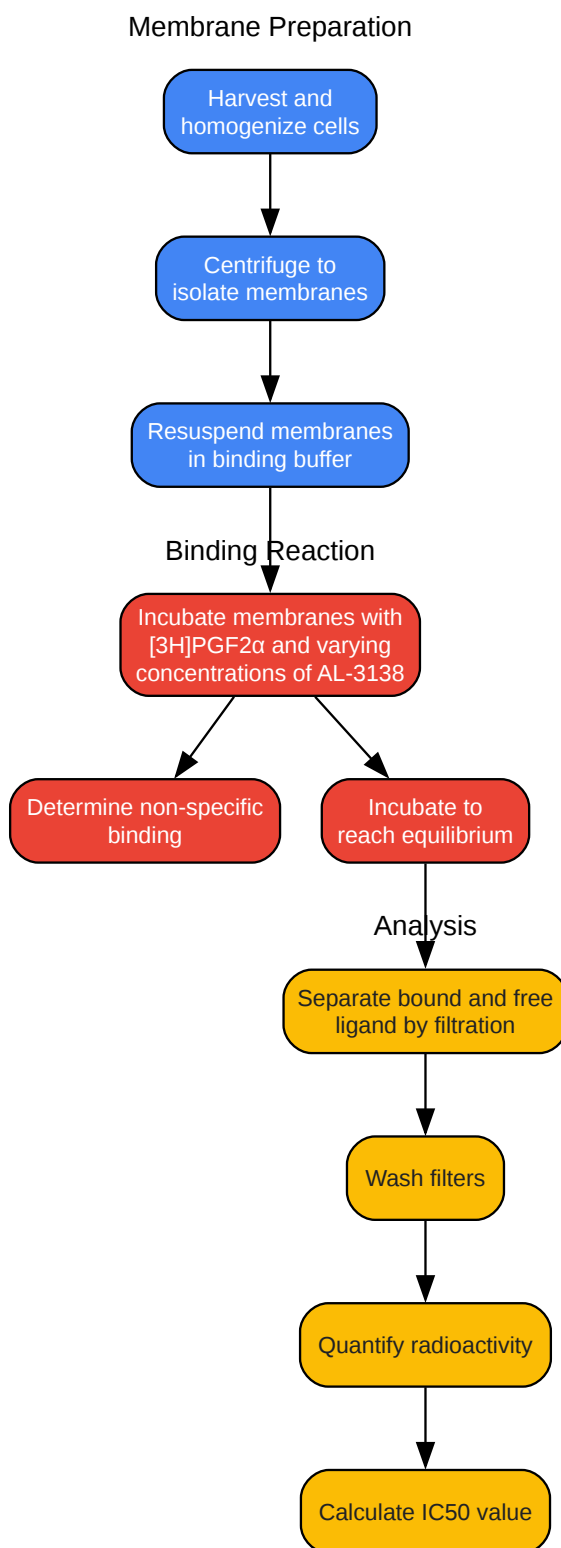 Membrane Preparation
Harvest and
homogenize cells
Centrifuge to
isolate membranes
Resuspend membranes
in binding buffer
Binding Reaction
Incubate membranes with
[3H]PGF2α and varying
concentrations of AL-3138
Determine non-specific
binding
Incubate to
reach equilibrium
Analysis
Separate bound and free
ligand by filtration
Wash filters
Quantify radioactivity
Calculate IC50 value